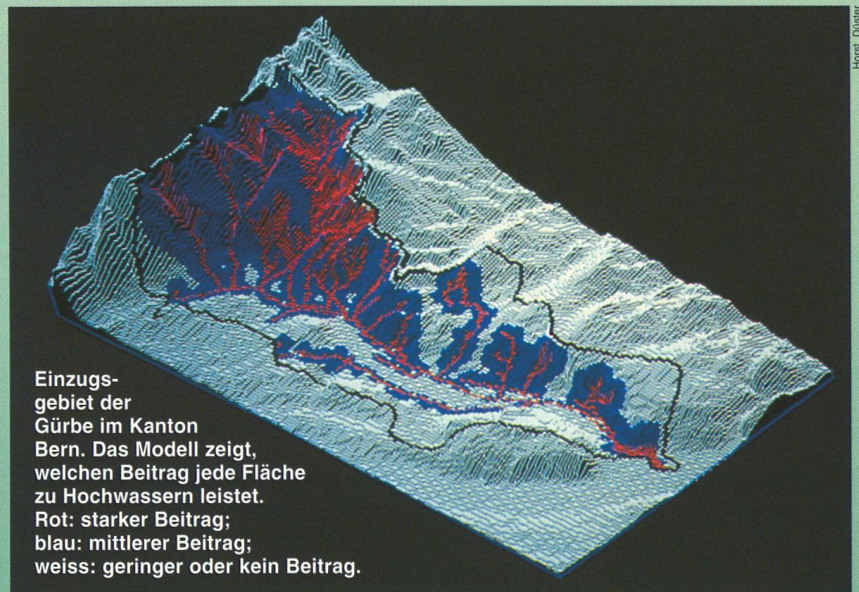 Horst Düster
Einzugs-
gebiet der
Gürbe im Kanton
Bern. Das Modell zeigt,
welchen Beitrag jede Fläche
zu Hochwassern leistet.
Rot: starker Beitrag;
blau: mittlerer Beitrag;
weiss: geringer oder kein Beitrag.